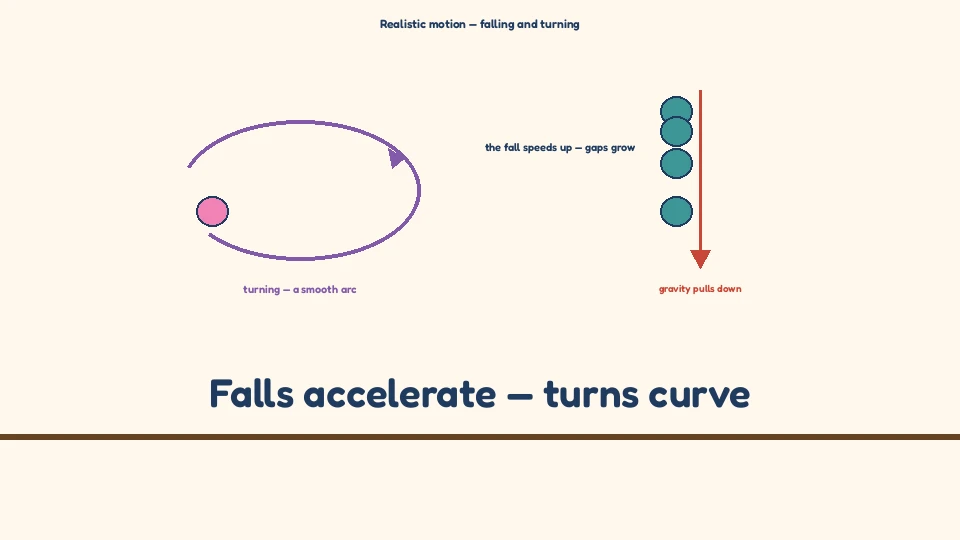 Realistic motion — falling and turning
the fall speeds up — gaps grow
turning — a smooth arc
gravity pulls down
Falls accelerate — turns curve